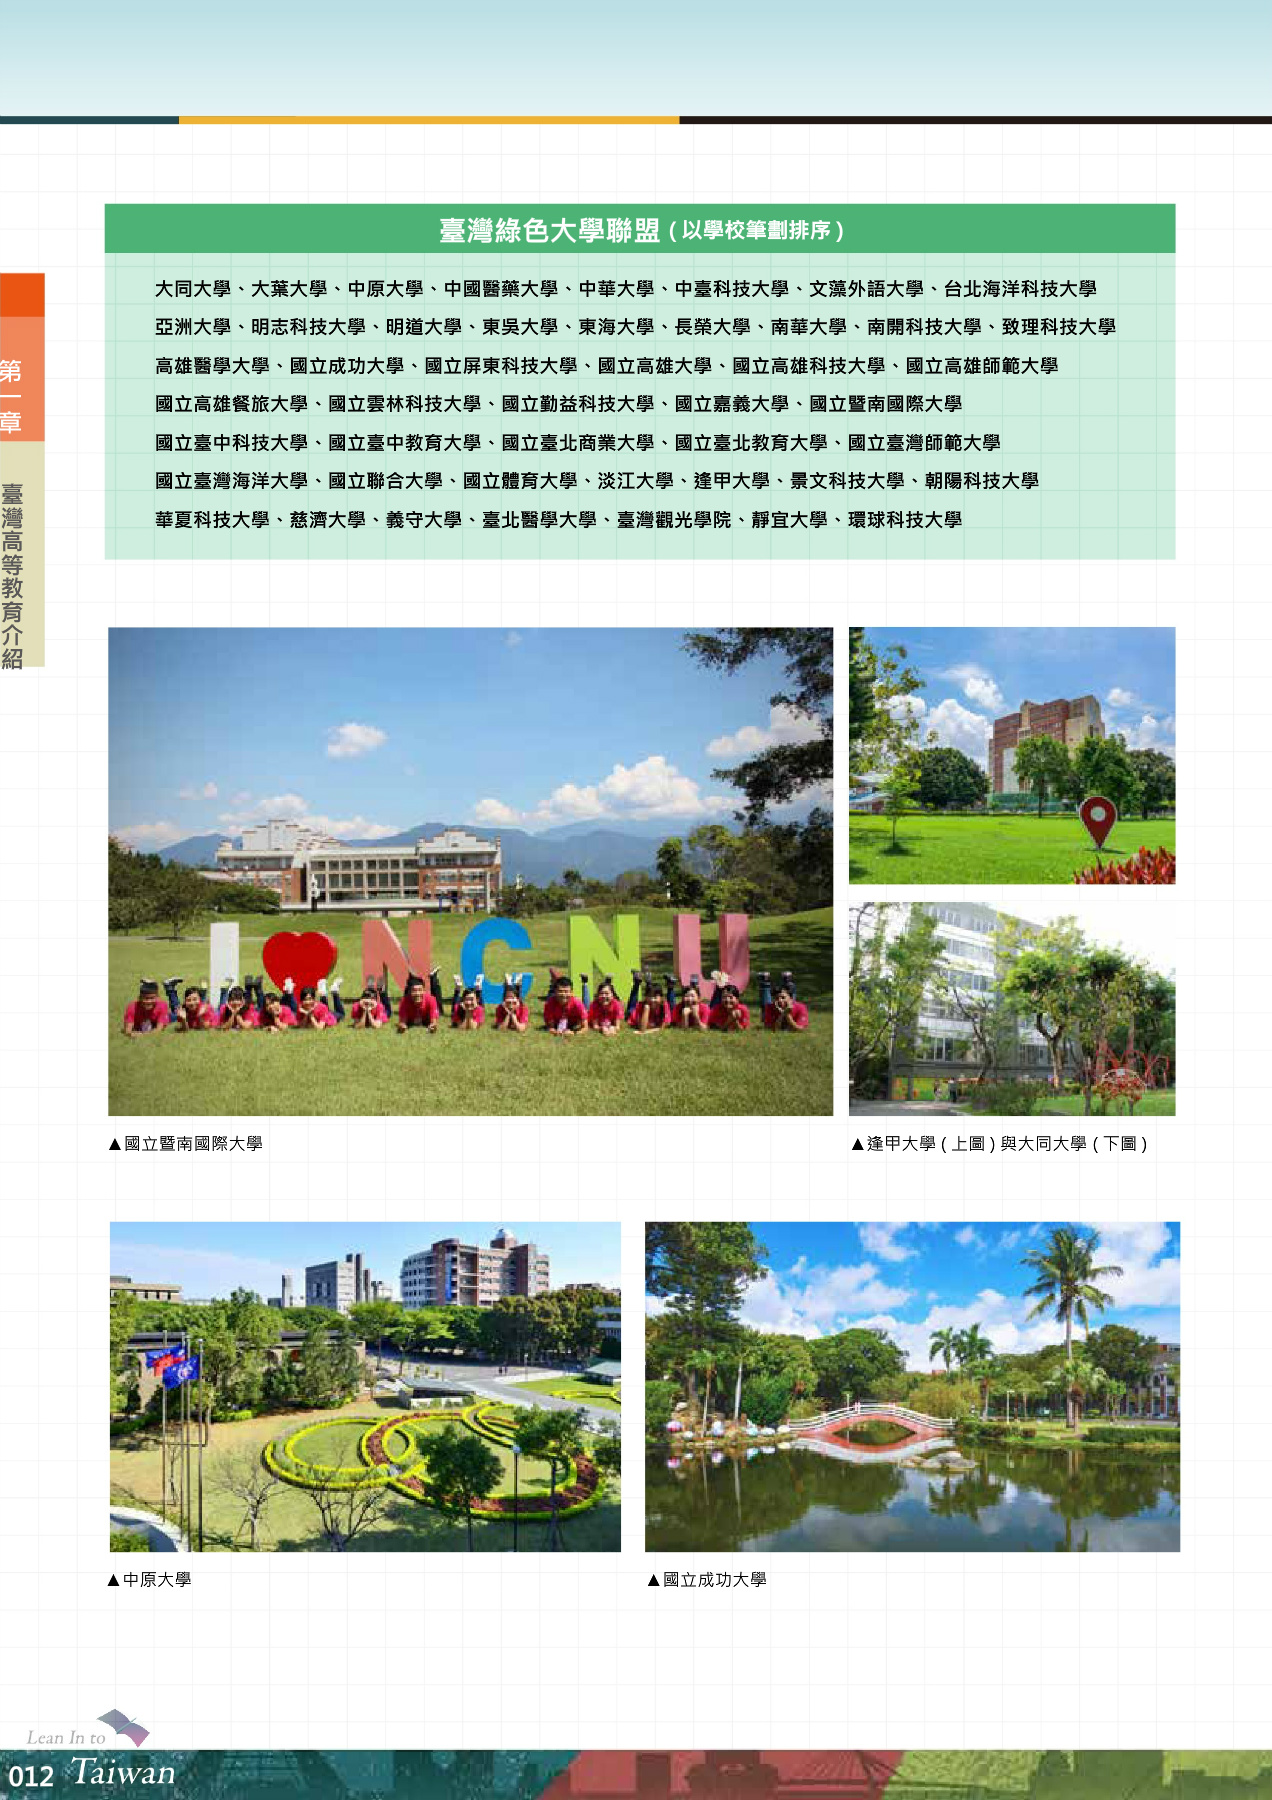 臺灣綠色大學聯盟 ( 以學校筆劃排序 )
大同大學、大葉大學、中原大學、中國醫藥大學、中華大學、中臺科技大學、文藻外語大學、台北海洋科技大學
亞洲大學、明志科技大學、明道大學、東吳大學、東海大學、長榮大學、南華大學、南開科技大學、致理科技大學
高雄醫學大學、國立成功大學、國立屏東科技大學、國立高雄大學、國立高雄科技大學、國立高雄師範大學
國立高雄餐旅大學、國立雲林科技大學、國立勤益科技大學、國立嘉義大學、國立暨南國際大學
國立臺中科技大學、國立臺中教育大學、國立臺北商業大學、國立臺北教育大學、國立臺灣師範大學
國立臺灣海洋大學、國立聯合大學、國立體育大學、淡江大學、逢甲大學、景文科技大學、朝陽科技大學
華夏科技大學、慈濟大學、義守大學、臺北醫學大學、臺灣觀光學院、靜宜大學、環球科技大學
第一章
臺灣高等教育介紹
I NCNU
▲國立暨南國際大學
▲逢甲大學 ( 上圖 ) 與大同大學 ( 下圖 )
▲中原大學
▲國立成功大學
Lean In to
012 Taiwan